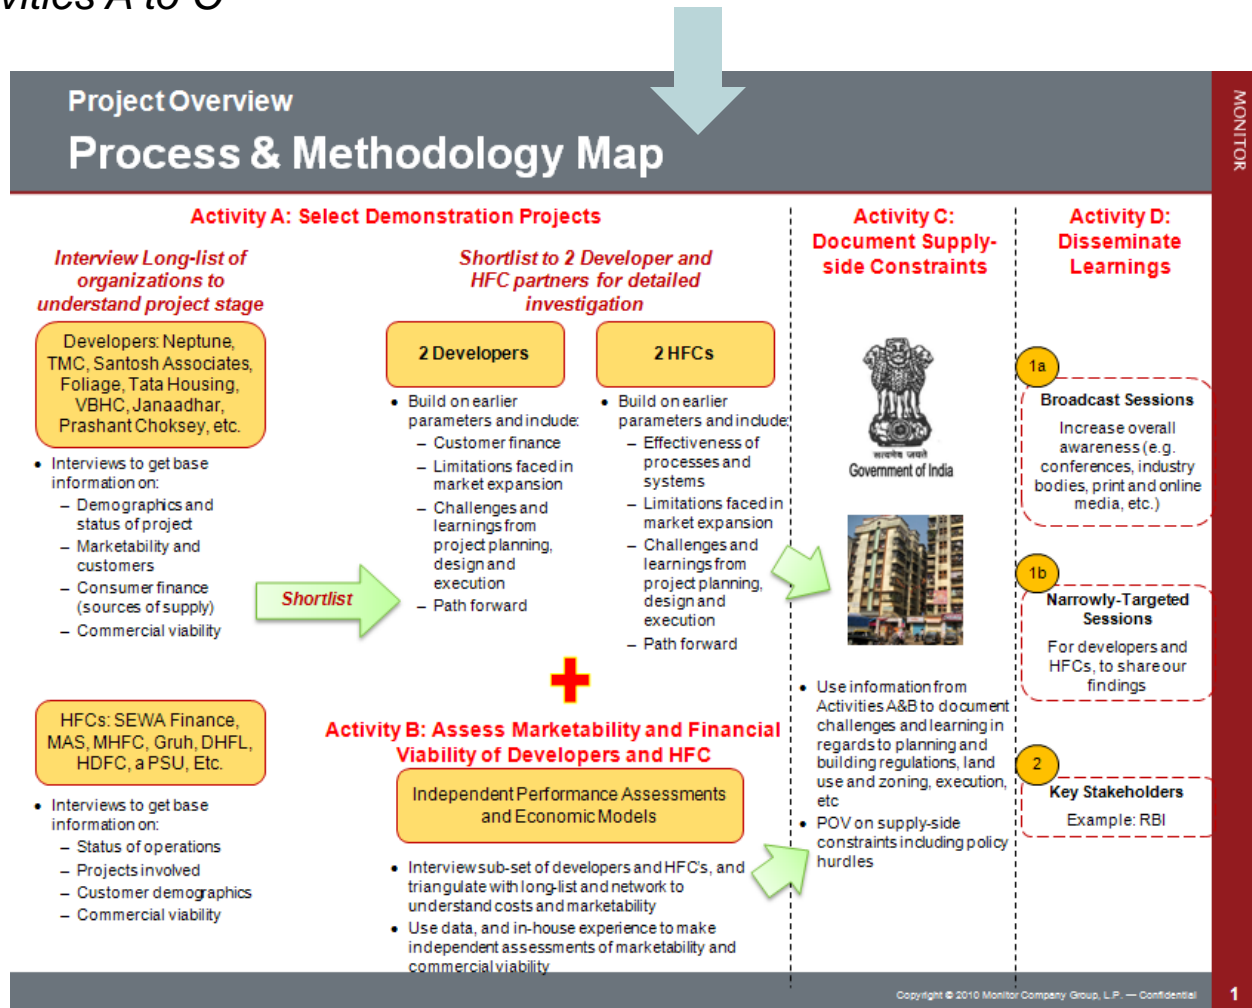 vities A to C
Project Overview
Process & Methodology Map
MONITOR
Activity A: Select Demonstration Projects
Interview Long-list of
organizations to
understand project stage
Developers: Neptune,
TMC, Santosh Associates,
Foliage, Tata Housing,
VBHC, Janaadhar,
Prashant Choksey, etc.
• Interviews to get base
information on:
– Demographics and
status of project
– Marketability and
customers
– Consumer finance
(sources of supply)
– Commercial viability
HFCs: SEWA Finance,
MAS, MHFC, Gruh, DHFL,
HDFC, a PSU, Etc.
• Interviews to get base
information on:
– Status of operations
– Projects involved
– Customer demographics
– Commercial viability
Shortlist
Shortlist to 2 Developer and
HFC partners for detailed
investigation
2 Developers
• Build on earlier
parameters and include:
– Customer finance
– Limitations faced in
market expansion
– Challenges and
learnings from
project planning,
design and
execution
– Path forward
2 HFCs
• Build on earlier
parameters and include:
– Effectiveness of
processes and
systems
– Limitations faced in
market expansion
– Challenges and
learnings from
project planning,
design and
execution
– Path forward
Activity B: Assess Marketability and Financial
Viability of Developers and HFC
Independent Performance Assessments
and Economic Models
• Interview sub-set of developers and HFC's, and
triangulate with long-list and network to
understand costs and marketability
• Use data, and in-house experience to make
independent assessments of marketability and
commercial viability
Activity C:
Document Supply-
side Constraints
सत्यमेव जयते
Government of India
• Use information from
Activities A&B to document
challenges and learning in
regards to planning and
building regulations, land
use and zoning, execution,
etc
• POV on supply-side
constraints including policy
hurdles
Activity D:
Disseminate
Learnings
1a
Broadcast Sessions
Increase overall
awareness (e.g.
conferences, industry
bodies, print and online
media, etc.)
1b
Narrowly-Targeted
Sessions
For developers and
HFCs, to share our
findings
2
Key Stakeholders
Example: RBI
Copyright © 2010 Monitor Company Group, L.P. — Confidential
1